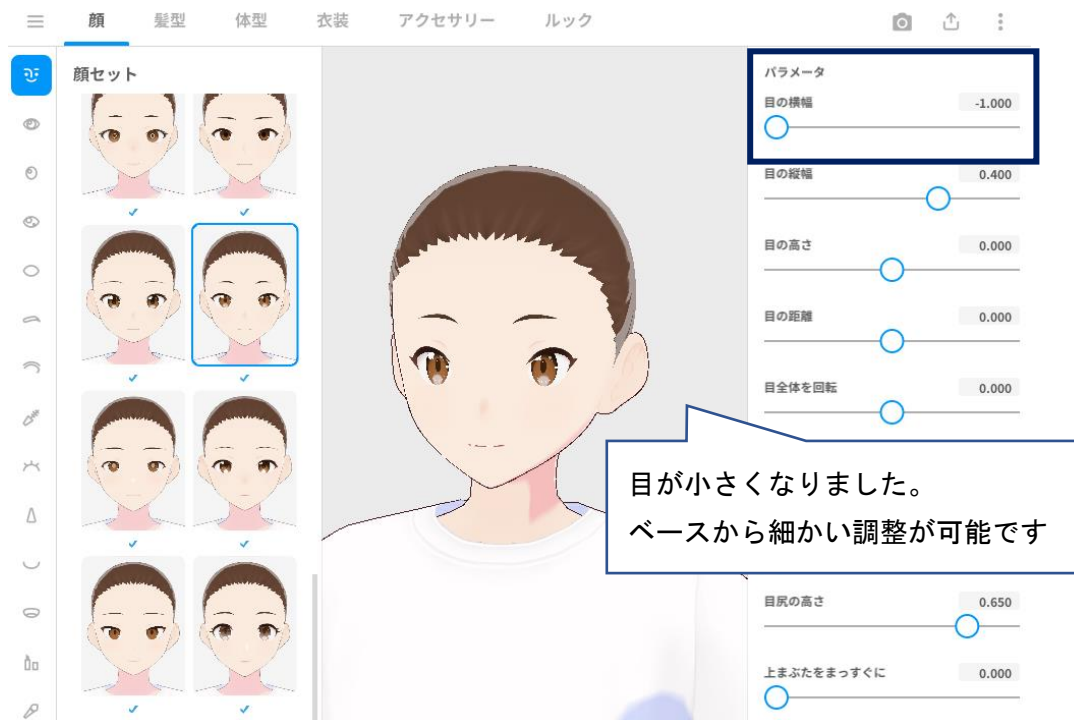 顔 髪型 体型 衣装 アクセサリー ルック
顔セット
パラメータ
目の横幅 -1.000
目の縦幅 0.400
目の高さ 0.000
目の距離 0.000
目全体を回転 0.000
目が小さくなりました。
ベースから細かい調整が可能です
目尻の高さ 0.650
上まぶたをまっすぐに 0.000